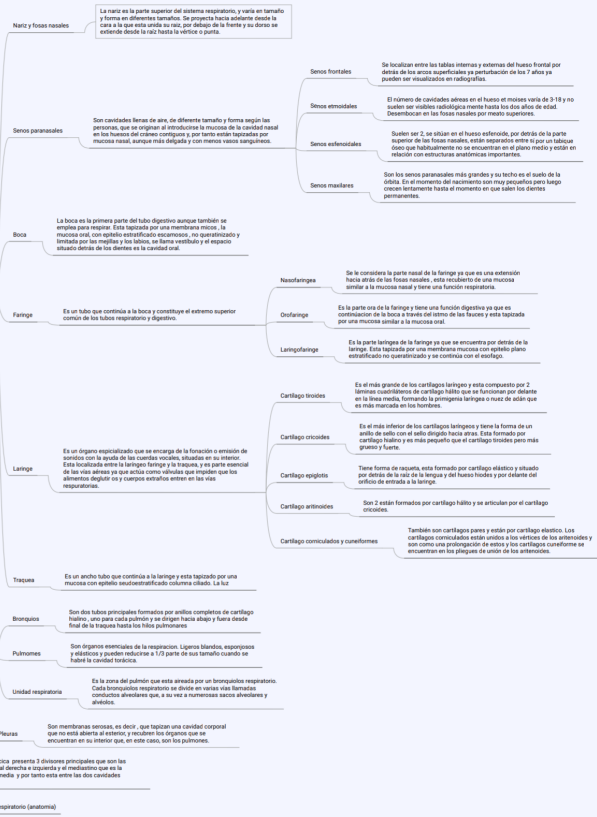 La nariz es la parte superior del sistema respiratorio, y varía en tamaño
y forma en diferentes tamaños. Se proyecta hacia adelante desde la
cara a la que esta unida su raiz, por debajo de la frente y su dorso se
extiende desde la raíz hasta la vértice o punta.
Nariz y fosas nasales
Senos paranasales
Son cavidades llenas de aire, de diferente tamaño y forma según las
personas, que se originan al introducirse la mucosa de la cavidad nasal
en los huesos del cráneo contiguos y, por tanto están tapizadas por
mucosa nasal, aunque más delgada y con menos vasos sanguíneos.
Senos frontales
Se localizan entre las tablas internas y externas del hueso frontal por
detrás de los arcos superficiales ya perturbación de los 7 años ya
pueden ser visualizados en radiografías.
Senos etmoidales
El número de cavidades aéreas en el hueso et moises varía de 3-18 y no
suelen ser visibles radiológica mente hasta los dos años de edad.
Desembocan en las fosas nasales por meato superiores.
Senos esfenoidales
Suelen ser 2, se sitúan en el hueso esfenoide, por detrás de la parte
superior de las fosas nasales, están separados entre si por un tabique
óseo que habitualmente no se encuentran en el plano medio y están en
relación con estructuras anatómicas importantes.
Senos maxilares
Son los senos paranasales más grandes y su techo es el suelo de la
órbita. En el momento del nacimiento son muy pequeños pero luego
crecen lentamente hasta el momento en que salen los dientes
permanentes.
Boca
La boca es la primera parte del tubo digestivo aunque también se
emplea para respirar. Esta tapizada por una membrana micos , la
mucosa oral, con epitelio estratificado escamosos , no queratinizado y
limitada por las mejillas y los labios, se llama vestíbulo y el espacio
situado detrás de los dientes es la cavidad oral.
Faringe
Es un tubo que continúa a la boca y constituye el extremo superior
común de los tubos respiratorio y digestivo.
Nasofaringea
Se le considera la parte nasal de la faringe ya que es una extensión
hacia atrás de las fosas nasales , esta recubierto de una mucosa
similar a la mucosa nasal y tiene una función respiratoria.
Orofaringe
Es la parte ora de la faringe y tiene una función digestiva ya que es
continúacion de la boca a través del istmo de las fauces y esta tapizada
por una mucosa similar a la mucosa oral.
Laringofaringe
Es la parte laríngea de la faringe ya que se encuentra por detrás de la
laringe. Esta tapizada por una membrana mucosa con epitelio plano
estratificado no queratinizado y se continúa con el esofago.
Laringe
Es un órgano espicializado que se encarga de la fonación o emisión de
sonidos con la ayuda de las cuerdas vocales, situadas en su interior.
Esta localizada entre la laríngeo faringe y la traquea, y es parte esencial
de las vías aéreas ya que actúa como válvulas que impiden que los
alimentos deglutir os y cuerpos extraños entren en las vías
respuratorias.
Cartílago tiroides
Es el más grande de los cartílagos laríngeo y esta compuesto por 2
láminas cuadriláteros de cartílago hálito que se funcionan por delante
en la línea media, formando la primigenia laríngea o nuez de adán que
es más marcada en los hombres.
Cartílago cricoides
Es el más inferior de los cartílagos laríngeos y tiene la forma de un
anillo de sello con el sello dirigido hacia atras. Esta formado por
cartílago hialino y es más pequeño que el cartílago tiroides pero más
grueso y fuerte.
Cartílago epiglotis
Tiene forma de raqueta, esta formado por cartílago elástico y situado
por detrás de la raíz de la lengua y del hueso hiodes y por delante del
orificio de entrada a la laringe.
Cartilago aritinoides
Son 2 están formados por cartílago hálito y se articulan por el cartílago
cricoides.
Cartilago corniculados y cuneiformes
También son cartílagos pares y están por cartílago elastico. Los
cartílagos corniculados están unidos a los vértices de los aritenoides y
son como una prolongación de estos y los cartílagos cuneiforme se
encuentran en los pliegues de unión de los aritenoides.
Traquea
Es un ancho tubo que continúa a la laringe y esta tapizado por una
mucosa con epitelio seudoestratificado columna ciliado. La luz
Bronquios
Son dos tubos principales formados por anillos completos de cartilago
hialino , uno para cada pulmón y se dirigen hacia abajo y fuera desde
final de la traquea hasta los hilos pulmonares
Pulmomes
Son órganos esenciales de la respiracion. Ligeros blandos, esponjosos
y elásticos y pueden reducirse a 1/3 parte de sus tamaño cuando se
habré la cavidad torácica.
Unidad respiratoria
Es la zona del pulmón que esta aireada por un bronquiolos respiratorio.
Cada bronquiolos respiratorio se divide en varias vías llamadas
conductos alveolares que, a su vez a numerosas sacos alveolares y
alvéolos.
Pleuras
Son membranas serosas, es decir , que tapizan una cavidad corporal
que no está abierta al exterior, y recubren los órganos que se
encuentran en su interior que, en este caso, son los pulmones.
cica presenta 3 divisores principales que son las
al derecha e izquierda y el mediastino que es la
media y por tanto esta entre las dos cavidades
espiratorio (anatomia)